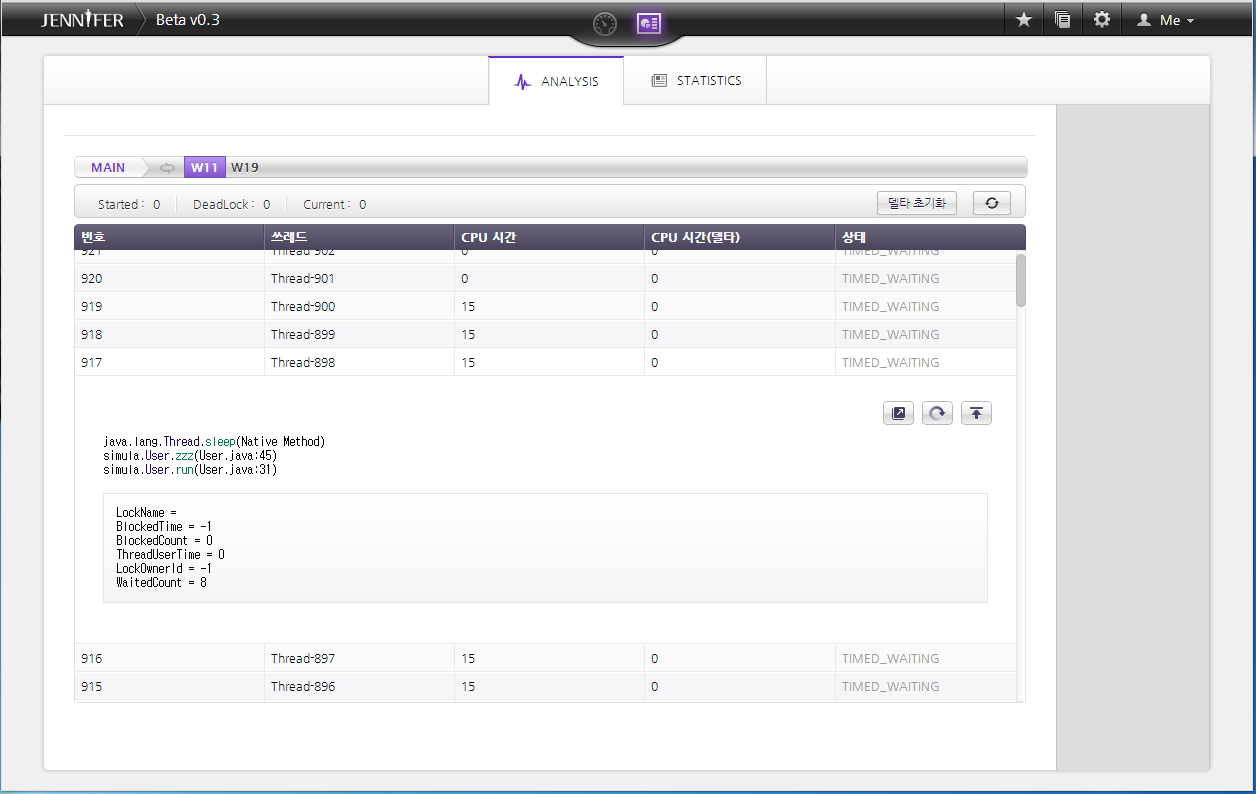 JENNIFER Beta v0.3 Me
ANALYSIS STATISTICS
MAIN W11 W19
Started : 0 DeadLock : 0 Current : 0 델타 초기화
번호 쓰레드 CPU 시간 CPU 시간(델타) 상태
921 Thread-902 0 0 TIMED_WAITING
920 Thread-901 0 0 TIMED_WAITING
919 Thread-900 15 0 TIMED_WAITING
918 Thread-899 15 0 TIMED_WAITING
917 Thread-898 15 0 TIMED_WAITING
java.lang.Thread.sleep(Native Method)
simula.User.zzz(User.java:45)
simula.User.run(User.java:31)
LockName =
BlockedTime = -1
BlockedCount = 0
ThreadUserTime = 0
LockOwnerId = -1
WaitedCount = 8
916 Thread-897 15 0 TIMED_WAITING
915 Thread-896 15 0 TIMED_WAITING